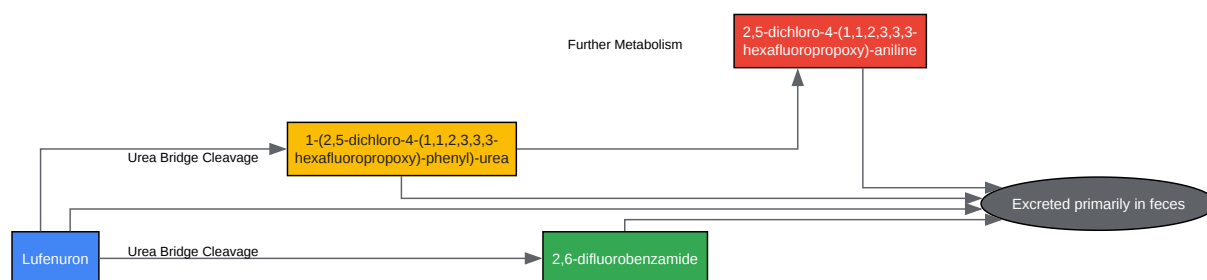 2,5-dichloro-4-(1,1,2,3,3,3-
hexafluoropropoxy)-aniline
Further Metabolism
1-(2,5-dichloro-4-(1,1,2,3,3,3-
hexafluoropropoxy)-phenyl)-urea
Urea Bridge Cleavage
Excreted primarily in feces
Lufenuron
Urea Bridge Cleavage
2,6-difluorobenzamide